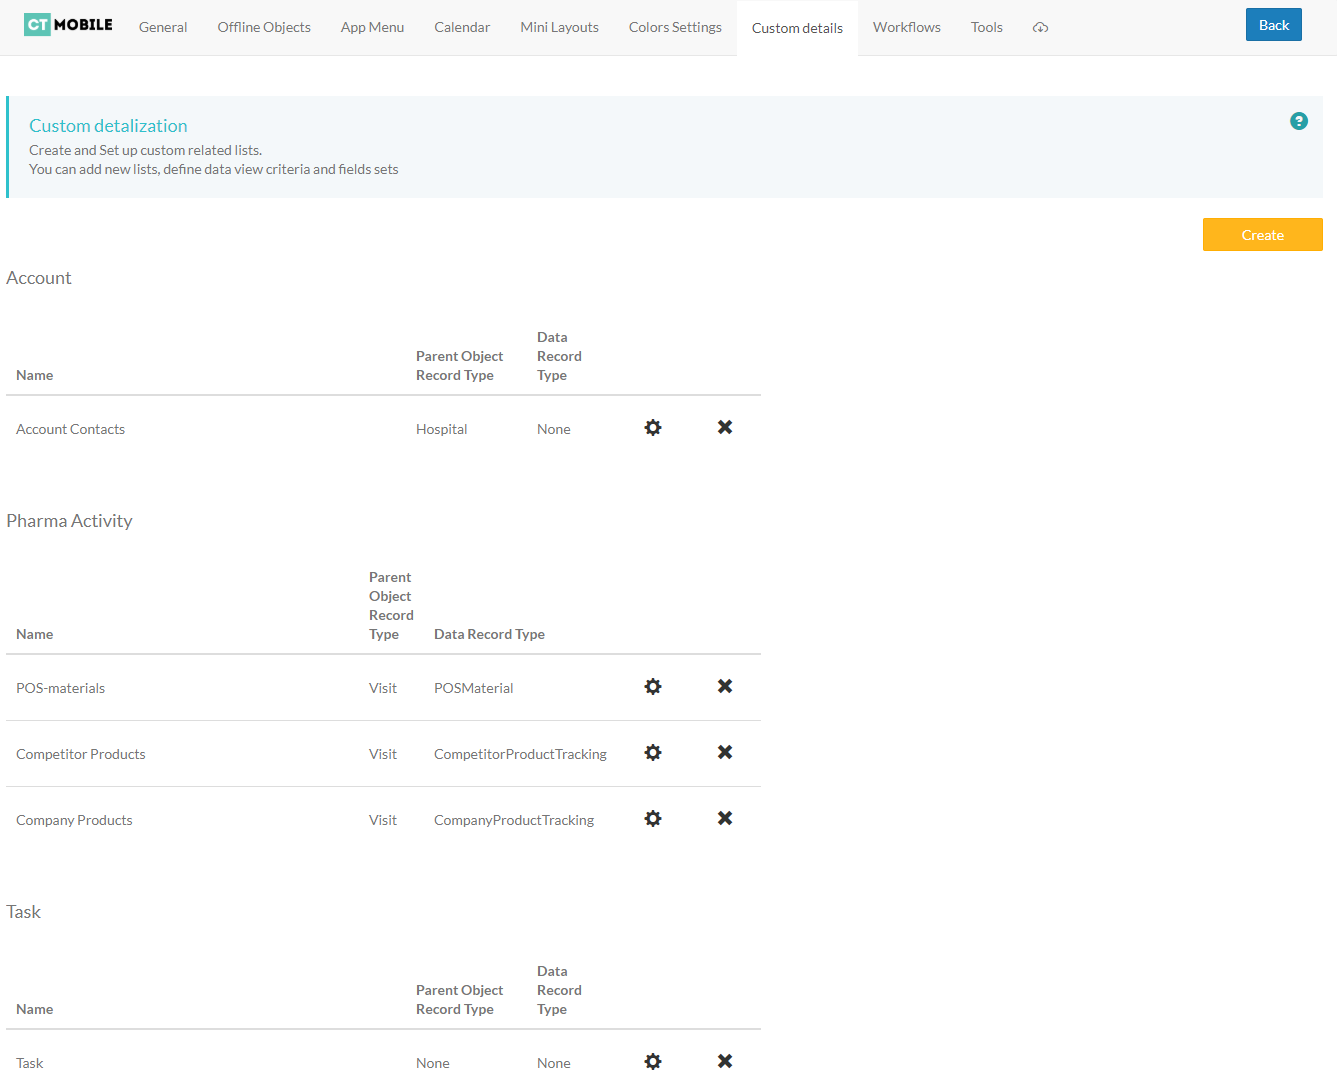 CT MOBILE General Offline Objects App Menu Calendar Mini Layouts Colors Settings Custom details Workflows Tools Back
Custom detalization
?
Create and Set up custom related lists.
You can add new lists, define data view criteria and fields sets
Create
Account
Name Parent Object Record Type Data Record Type
Account Contacts Hospital None
Pharma Activity
Name Parent Object Record Type Data Record Type
POS-materials Visit POSMaterial
Competitor Products Visit CompetitorProductTracking
Company Products Visit CompanyProductTracking
Task
Name Parent Object Record Type Data Record Type
Task None None